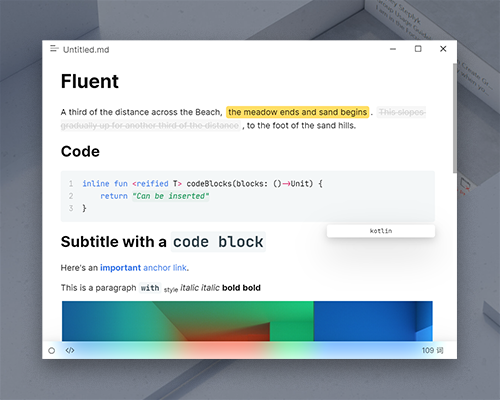 Untitled.md
Fluent
A third of the distance across the Beach, the meadow ends and sand begins . This slopes
gradually up for another third of the distance , to the foot of the sand hills.
Code
1 inline fun <reified T> codeBlocks(blocks: ()→Unit) {
2 return "Can be inserted"
3 }
kotlin
Subtitle with a code block
Here's an important anchor link.
This is a paragraph with style italic italic bold bold
</> 109 词